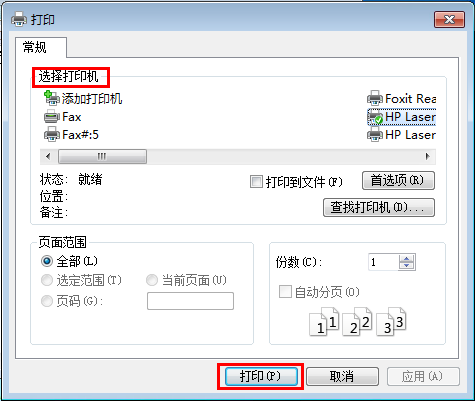 打印
常规
选择打印机
添加打印机
Foxit Rea
Fax
HP Laser
Fax#:5
HP Laser
状态: 就绪
打印到文件(F)
首选项(R)
位置:
备注:
查找打印机(D)...
页面范围
全部(L)
选定范围(T)
当前页面(U)
页码(G):
份数(C):
1
自动分页(O)
1 1 2 2 3 3
打印(P)
取消
应用(A)